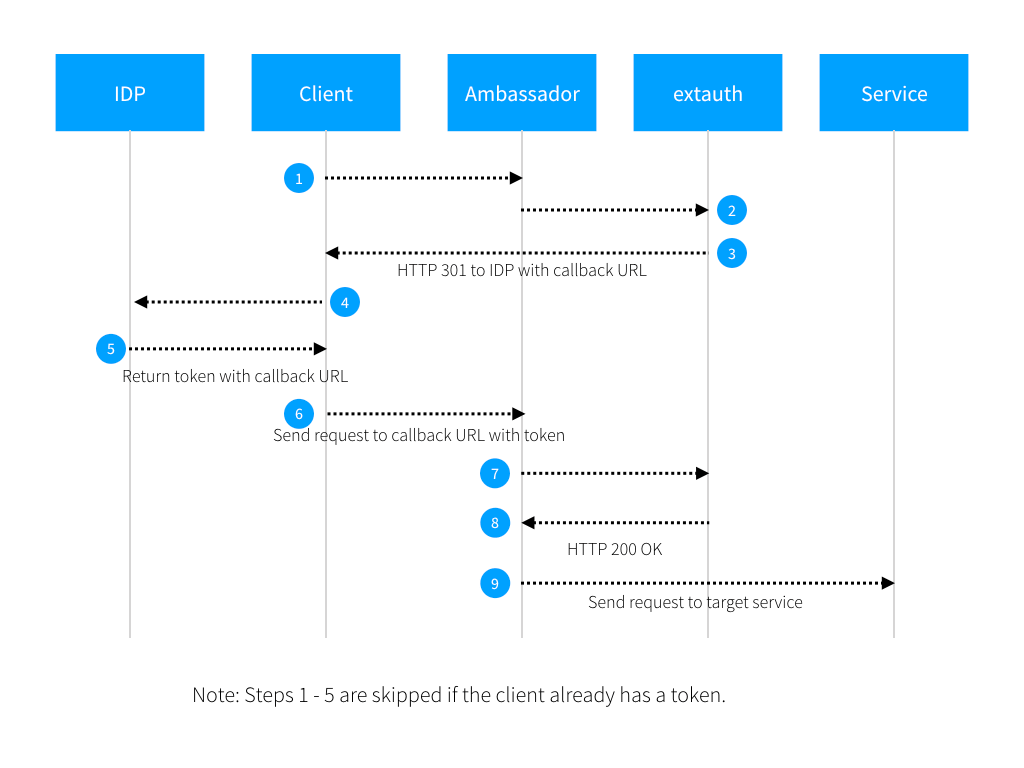 IDP
Client
Ambassador
extauth
Service
1
2
3
HTTP 301 to IDP with callback URL
4
5
Return token with callback URL
6
Send request to callback URL with token
7
8
HTTP 200 OK
9
Send request to target service
Note: Steps 1 - 5 are skipped if the client already has a token.